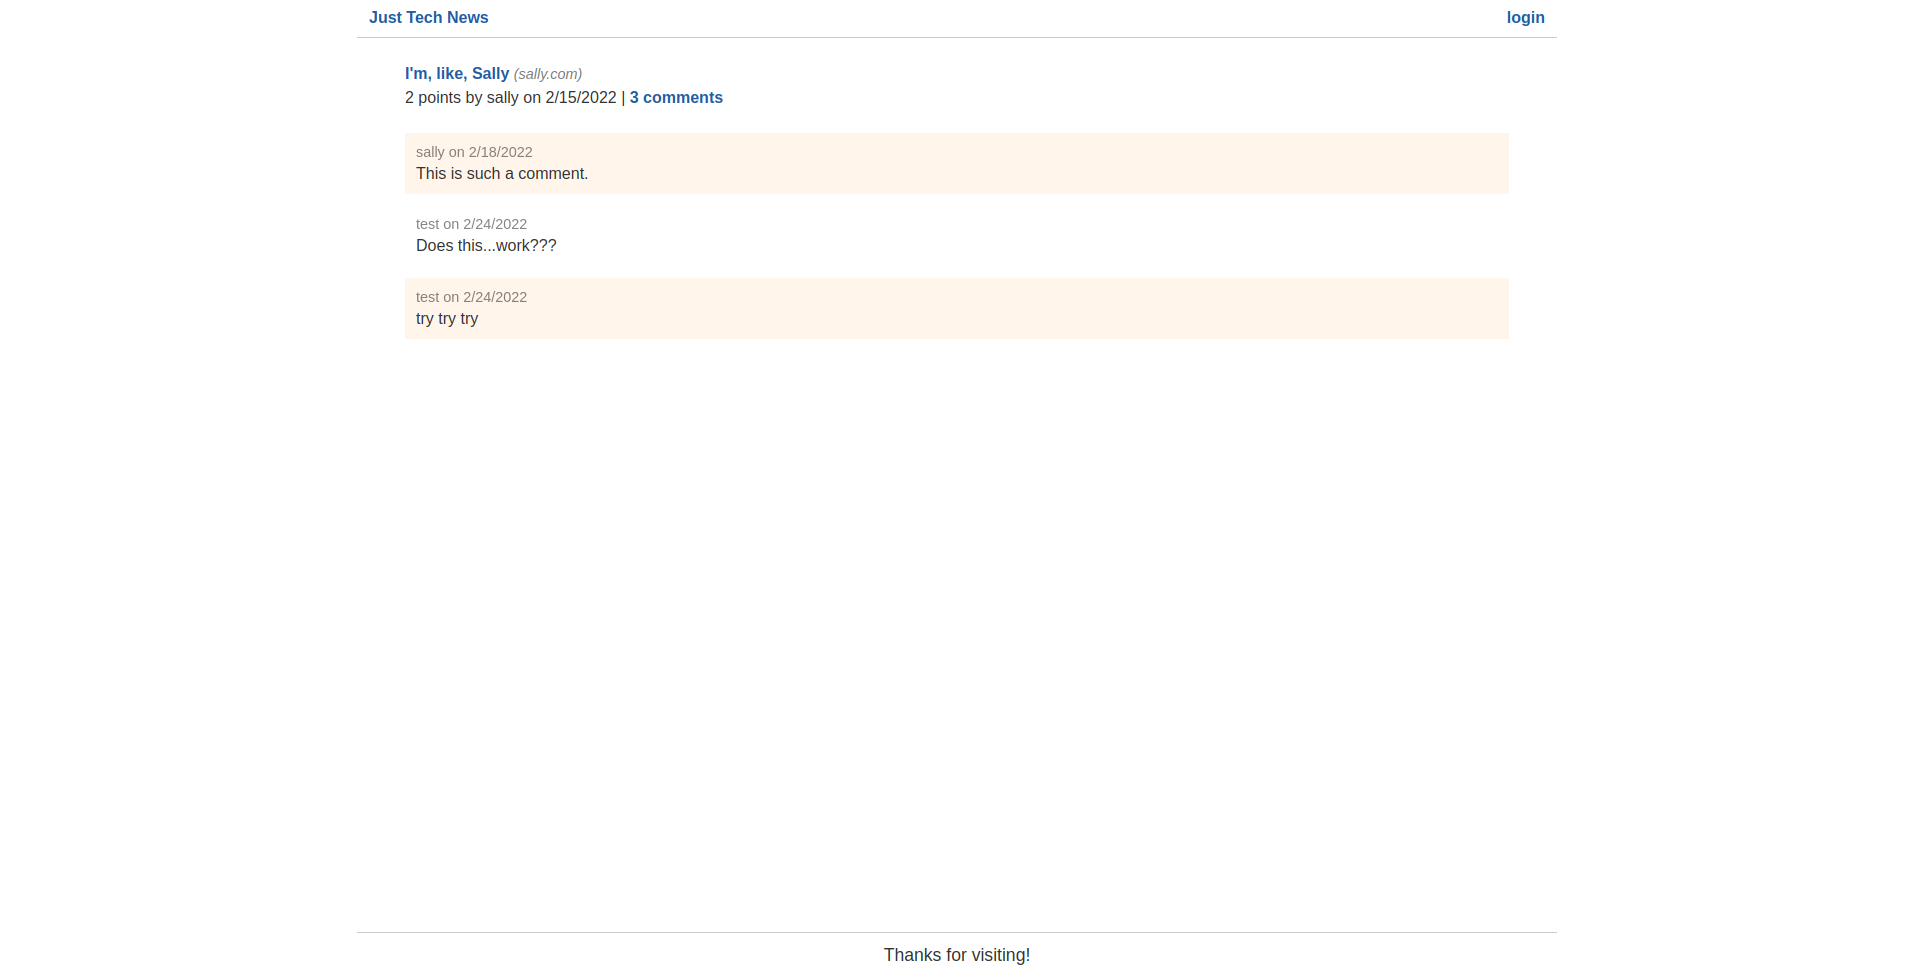 Just Tech News
login
I'm, like, Sally (sally.com)
2 points by sally on 2/15/2022 | 3 comments
sally on 2/18/2022
This is such a comment.
test on 2/24/2022
Does this...work???
test on 2/24/2022
try try try
Thanks for visiting!